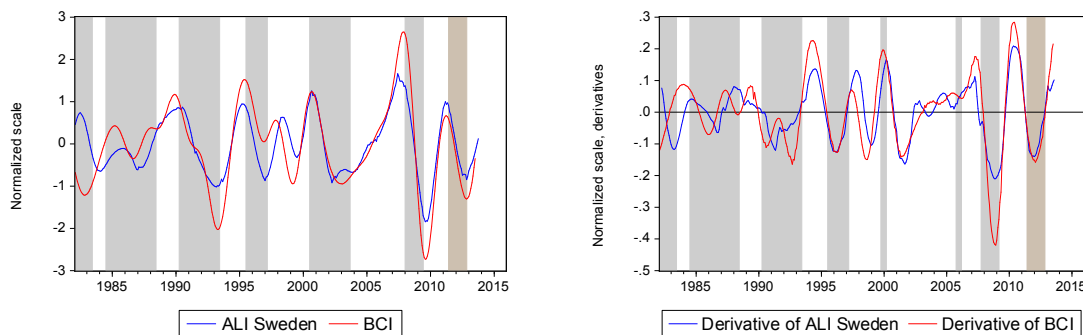 3
2
1
0
-1
-2
-3
Normalized scale
1985 1990 1995 2000 2005 2010 2015
ALI Sweden BCI
.3
.2
.1
.0
-.1
-.2
-.3
-.4
-.5
Normalized scale, derivatives
1985 1990 1995 2000 2005 2010 2015
Derivative of ALI Sweden Derivative of BCI